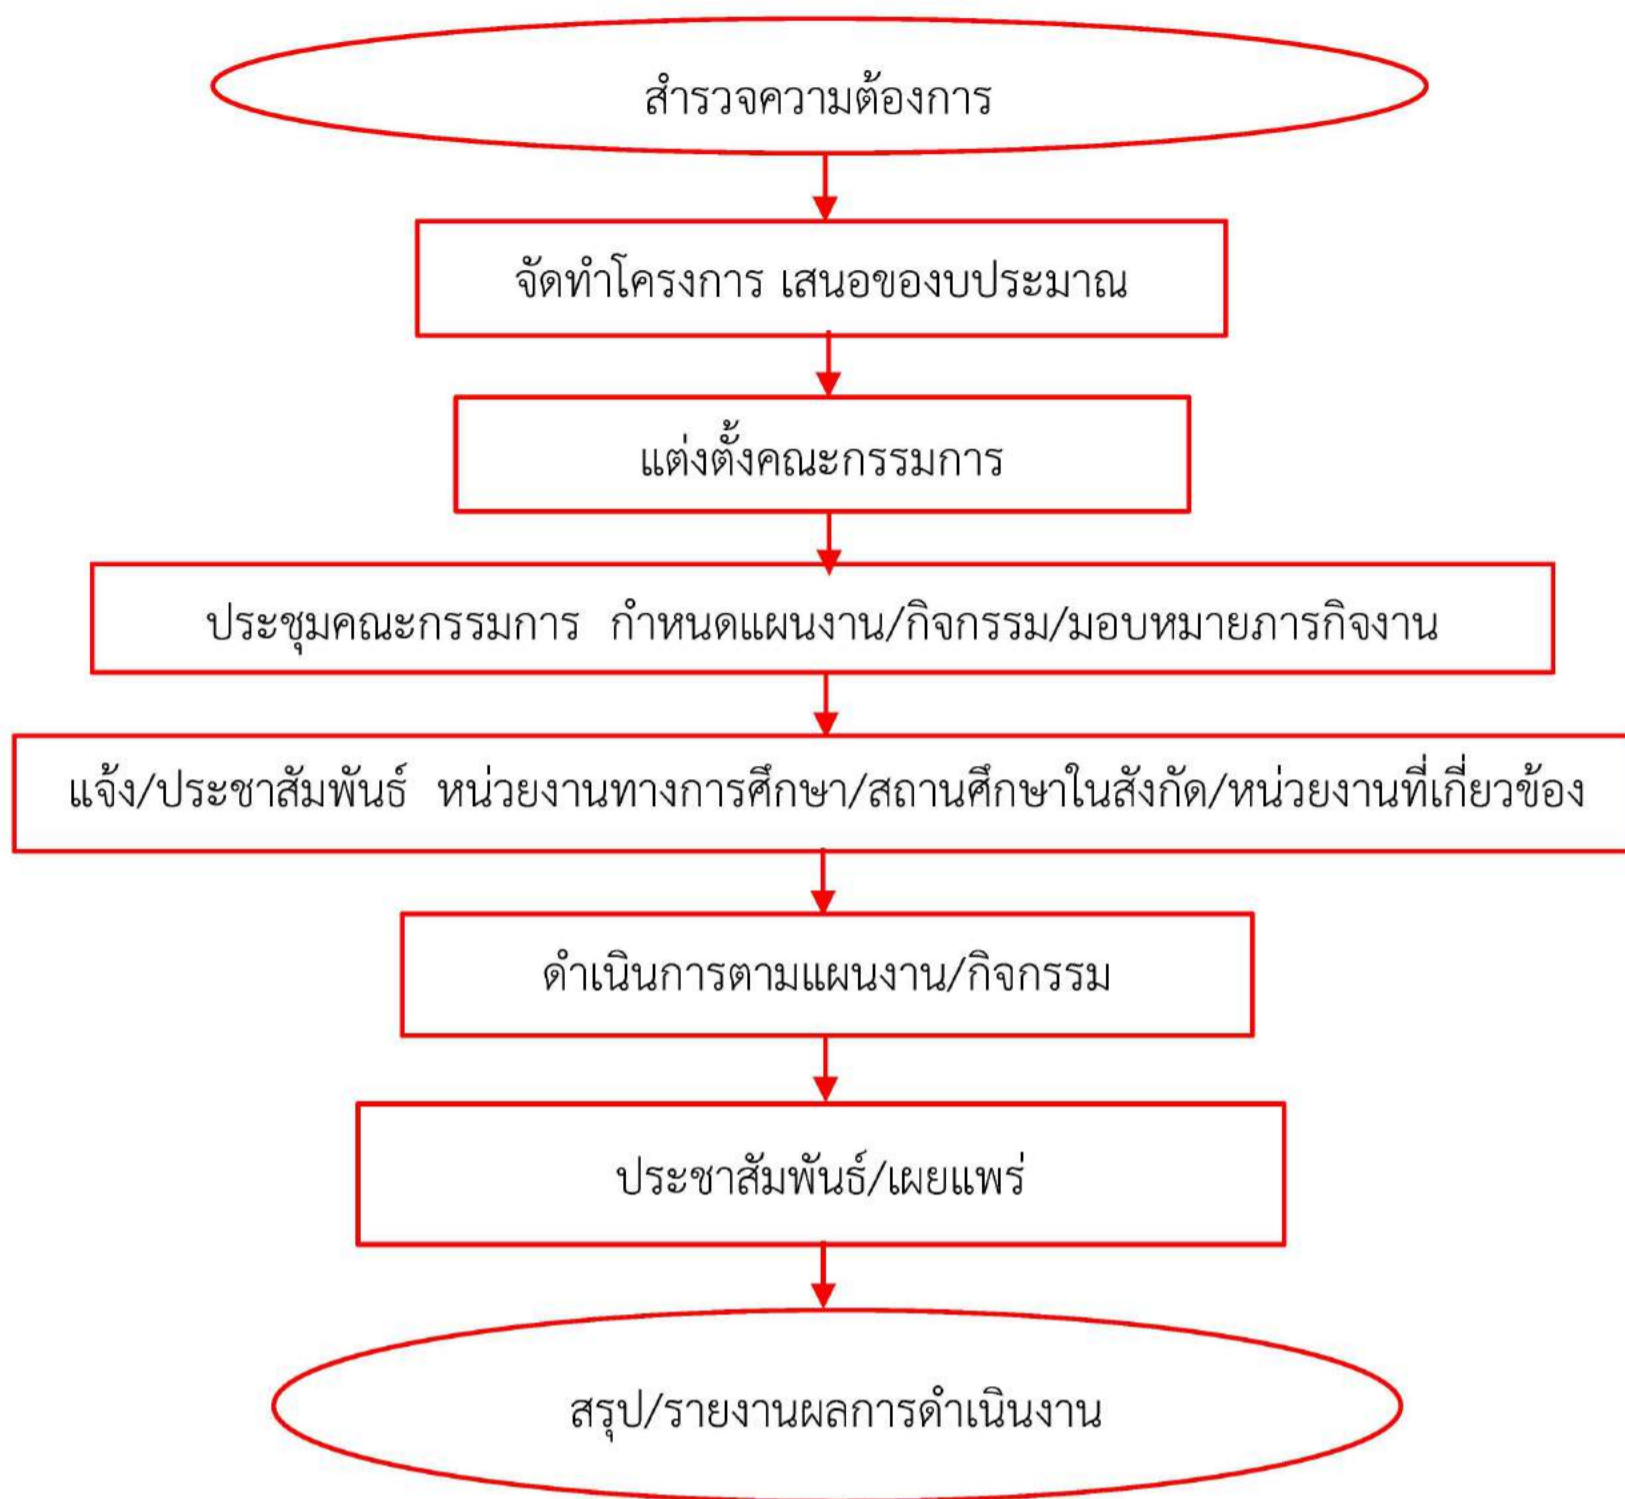 สำรวจความต้องการ
จัดทำโครงการ เสนอของบประมาณ
แต่งตั้งคณะกรรมการ
ประชุมคณะกรรมการ กำหนดแผนงาน/กิจกรรม/มอบหมายภารกิจงาน
แจ้ง/ประชาสัมพันธ์ หน่วยงานทางการศึกษา/สถานศึกษาในสังกัด/หน่วยงานที่เกี่ยวข้อง
ดำเนินการตามแผนงาน/กิจกรรม
ประชาสัมพันธ์/เผยแพร่
สรุป/รายงานผลการดำเนินงาน